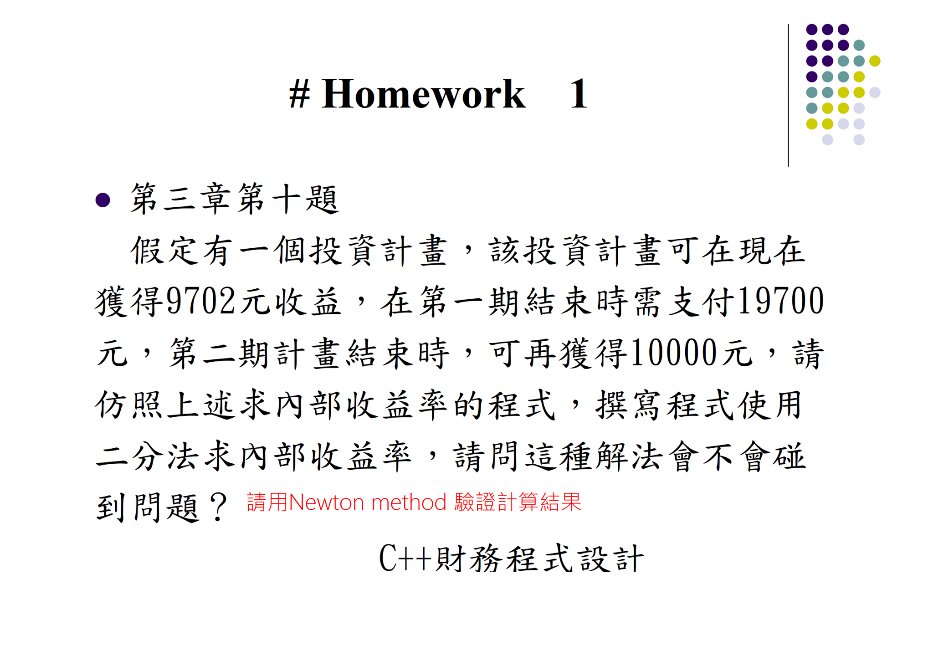 # Homework 1
第三章第十題
假定有一個投資計畫，該投資計畫可在現在
獲得9702元收益，在第一期結束時需支付19700
元，第二期計畫結束時，可再獲得10000元，請
仿照上述求內部收益率的程式，撰寫程式使用
二分法求內部收益率，請問這種解法會不會碰
到問題？ 請用Newton method 驗證計算結果
C++財務程式設計